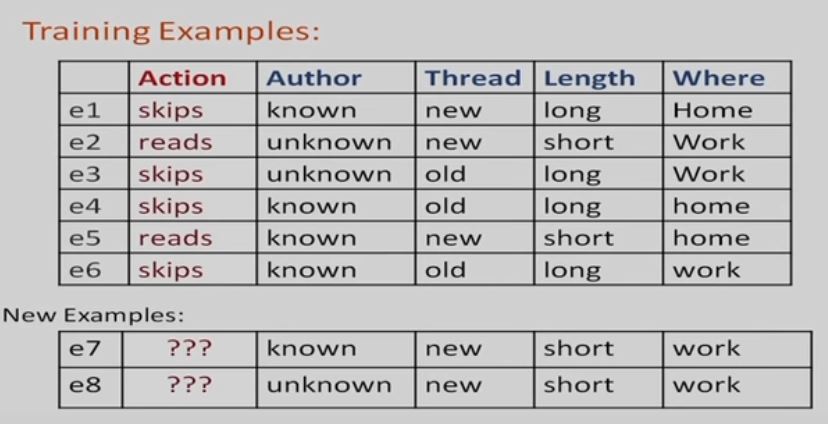 Training Examples:
Action Author Thread Length Where
e1 skips known new long Home
e2 reads unknown new short Work
e3 skips unknown old long Work
e4 skips known old long home
e5 reads known new short home
e6 skips known old long work
New Examples:
e7 ??? known new short work
e8 ??? unknown new short work